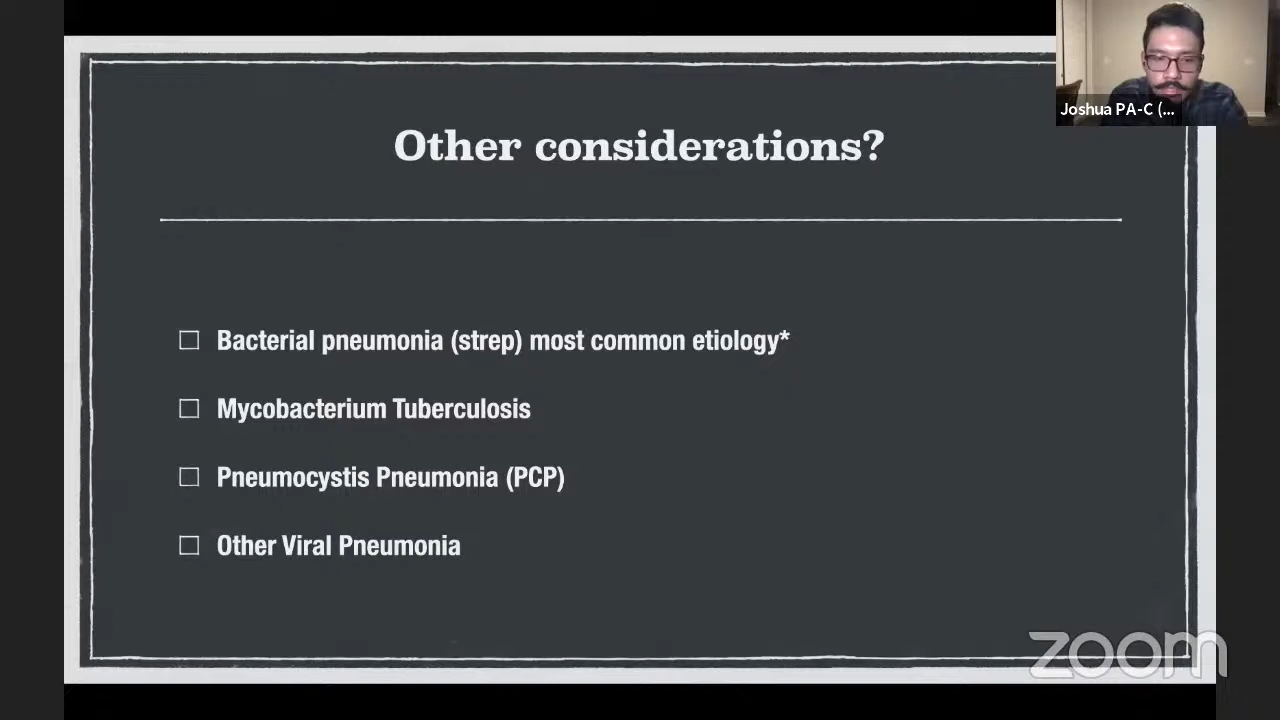 Joshua PA-C (...
Other considerations?
Bacterial pneumonia (strep) most common etiology*
Mycobacterium Tuberculosis
Pneumocystis Pneumonia (PCP)
Other Viral Pneumonia
zoom